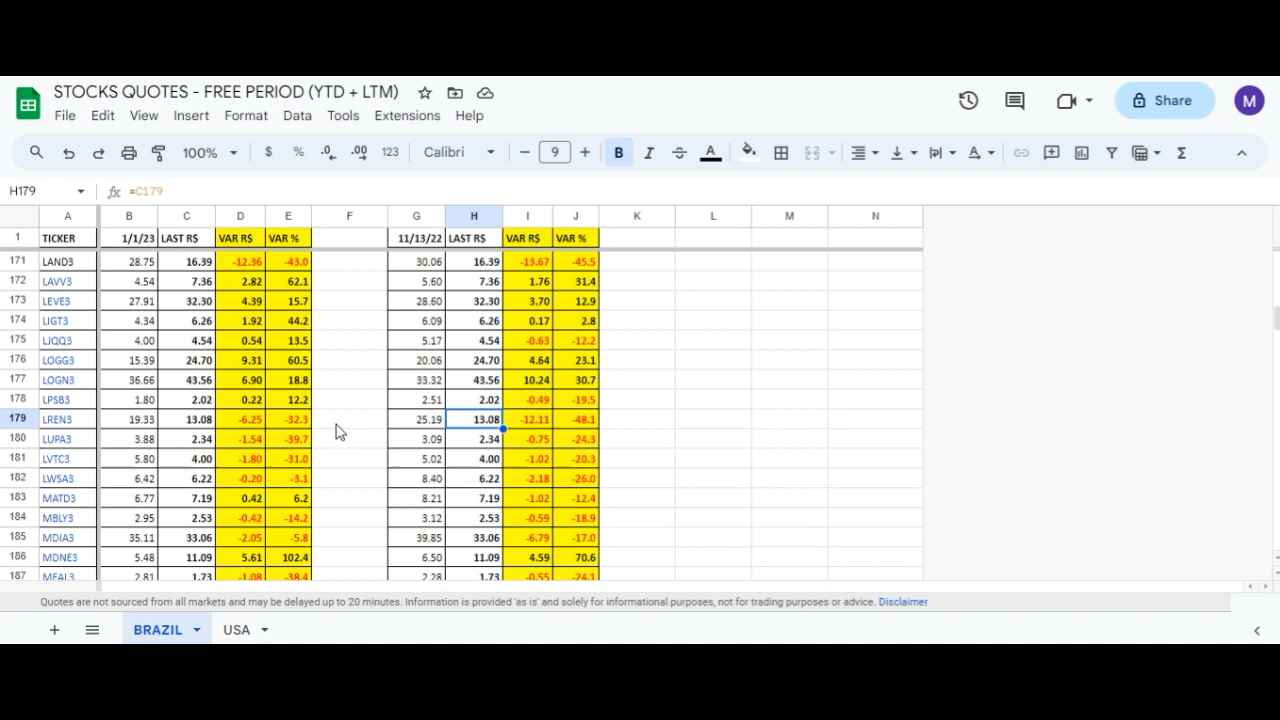 STOCKS QUOTES - FREE PERIOD (YTD + LTM)
File Edit View Insert Format Data Tools Extensions Help
Share M
100% $ % .0 .00 123 Calibri - 9 + B I S A A Σ
H179 fx =C179
A B C D E F G H I J K L M N
1 TICKER 1/1/23 LAST R$ VAR R$ VAR % 11/13/22 LAST R$ VAR R$ VAR %
171 LAND3 28.75 16.39 -12.36 -43.0 30.06 16.39 -13.67 -45.5
172 LAVV3 4.54 7.36 2.82 62.1 5.60 7.36 1.76 31.4
173 LEVE3 27.91 32.30 4.39 15.7 28.60 32.30 3.70 12.9
174 LIGT3 4.34 6.26 1.92 44.2 6.09 6.26 0.17 2.8
175 LJQQ3 4.00 4.54 0.54 13.5 5.17 4.54 -0.63 -12.2
176 LOGG3 15.39 24.70 9.31 60.5 20.06 24.70 4.64 23.1
177 LOGN3 36.66 43.56 6.90 18.8 33.32 43.56 10.24 30.7
178 LPSB3 1.80 2.02 0.22 12.2 2.51 2.02 -0.49 -19.5
179 LREN3 19.33 13.08 -6.25 -32.3 25.19 13.08 -12.11 -48.1
180 LUPA3 3.88 2.34 -1.54 -39.7 3.09 2.34 -0.75 -24.3
181 LVTC3 5.80 4.00 -1.80 -31.0 5.02 4.00 -1.02 -20.3
182 LWSA3 6.42 6.22 -0.20 -3.1 8.40 6.22 -2.18 -26.0
183 MATD3 6.77 7.19 0.42 6.2 8.21 7.19 -1.02 -12.4
184 MBLY3 2.95 2.53 -0.42 -14.2 3.12 2.53 -0.59 -18.9
185 MDIA3 35.11 33.06 -2.05 -5.8 39.85 33.06 -6.79 -17.0
186 MDNE3 5.48 11.09 5.61 102.4 6.50 11.09 4.59 70.6
187 MEAL3 2.81 1.73 -1.08 -38.4 2.28 1.73 -0.55 -24.1
Quotes are not sourced from all markets and may be delayed up to 20 minutes. Information is provided 'as is' and solely for informational purposes, not for trading purposes or advice. Disclaimer
+ BRAZIL USA